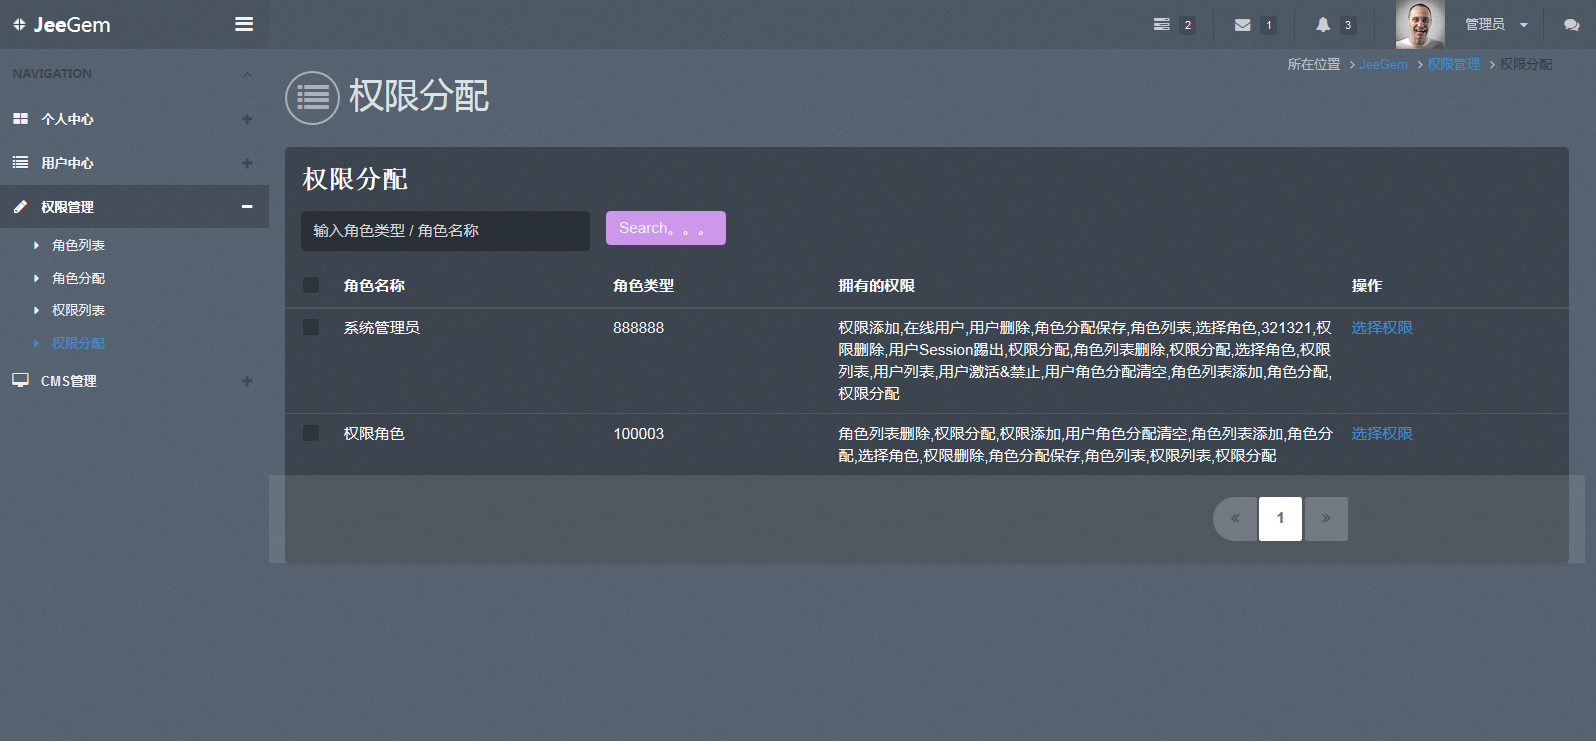 JeeGem
2
1
3
管理员
NAVIGATION
所在位置 > JeeGem > 权限管理 > 权限分配
权限分配
个人中心
用户中心
权限管理
角色列表
角色分配
权限列表
权限分配
CMS管理
权限分配
输入角色类型 / 角色名称
Search。。。
角色名称 角色类型 拥有的权限 操作
系统管理员 888888 权限添加,在线用户,用户删除,角色分配保存,角色列表,选择角色,321321,权 选择权限
限删除,用户Session踢出,权限分配,角色列表删除,权限分配,选择角色,权限
列表,用户列表,用户激活&禁止,用户角色分配清空,角色列表添加,角色分配,
权限分配
权限角色 100003 角色列表删除,权限分配,权限添加,用户角色分配清空,角色列表添加,角色分 选择权限
配,选择角色,权限删除,角色分配保存,角色列表,权限列表,权限分配
« 1 »